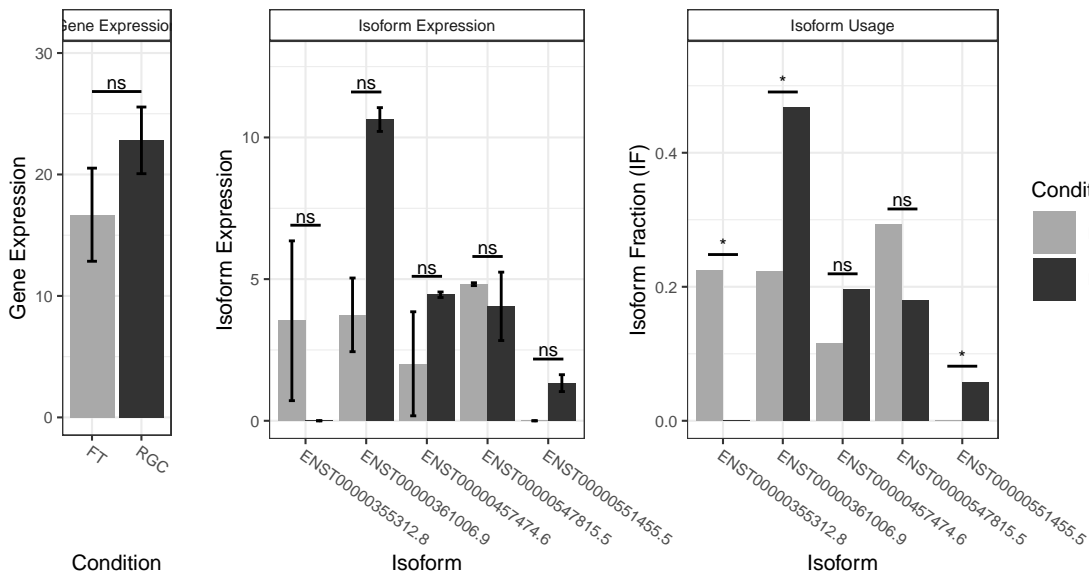 Gene Expression
Isoform Expression
Isoform Usage
Gene Expression
30
20
10
0
ns
FT
RGC
Condition
Isoform Expression
10
5
0
ns
ns
ns
ns
ns
ENST00000355312.8
ENST00000361006.9
ENST00000457474.6
ENST00000547815.5
ENST00000551455.5
Isoform
Isoform Fraction (IF)
0.4
0.2
0.0
*
*
ns
ns
*
ENST00000355312.8
ENST00000361006.9
ENST00000457474.6
ENST00000547815.5
ENST00000551455.5
Isoform
Condit